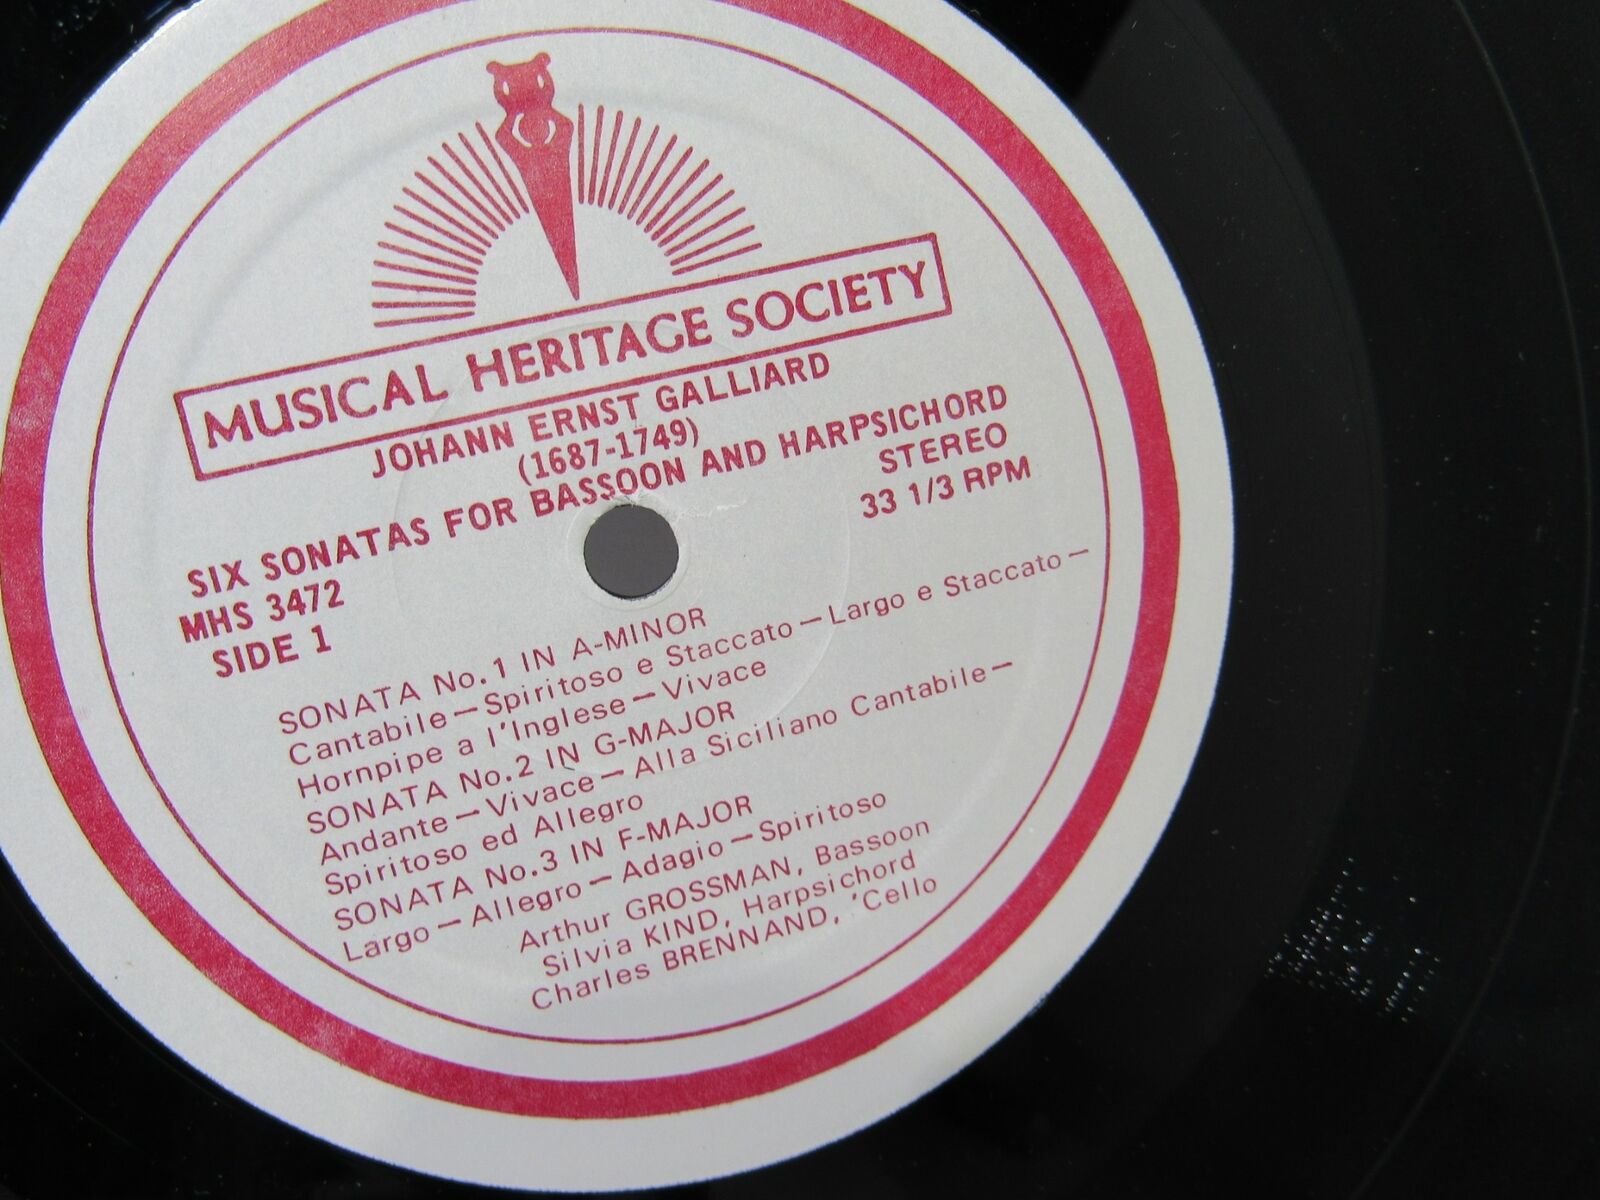 MUSICAL HERITAGE SOCIETY
JOHANN ERNST GALLIARD
(1687-1749)
SIX SONATAS FOR BASSOON AND HARPSICHORD
MHS 3472
STEREO
SIDE 1
33 1/3 RPM
SONATA No.1 IN A-MINOR
Cantabile—Spiritoso e Staccato—Largo e Staccato—
Hornpipe a l'Inglese—Vivace
SONATA No.2 IN G-MAJOR
Andante—Vivace—Alla Siciliano Cantabile—
Spiritoso ed Allegro
SONATA No.3 IN F-MAJOR
Largo—Allegro—Adagio—Spiritoso
Arthur GROSSMAN, Bassoon
Silvia KIND, Harpsichord
Charles BRENNAND, 'Cello